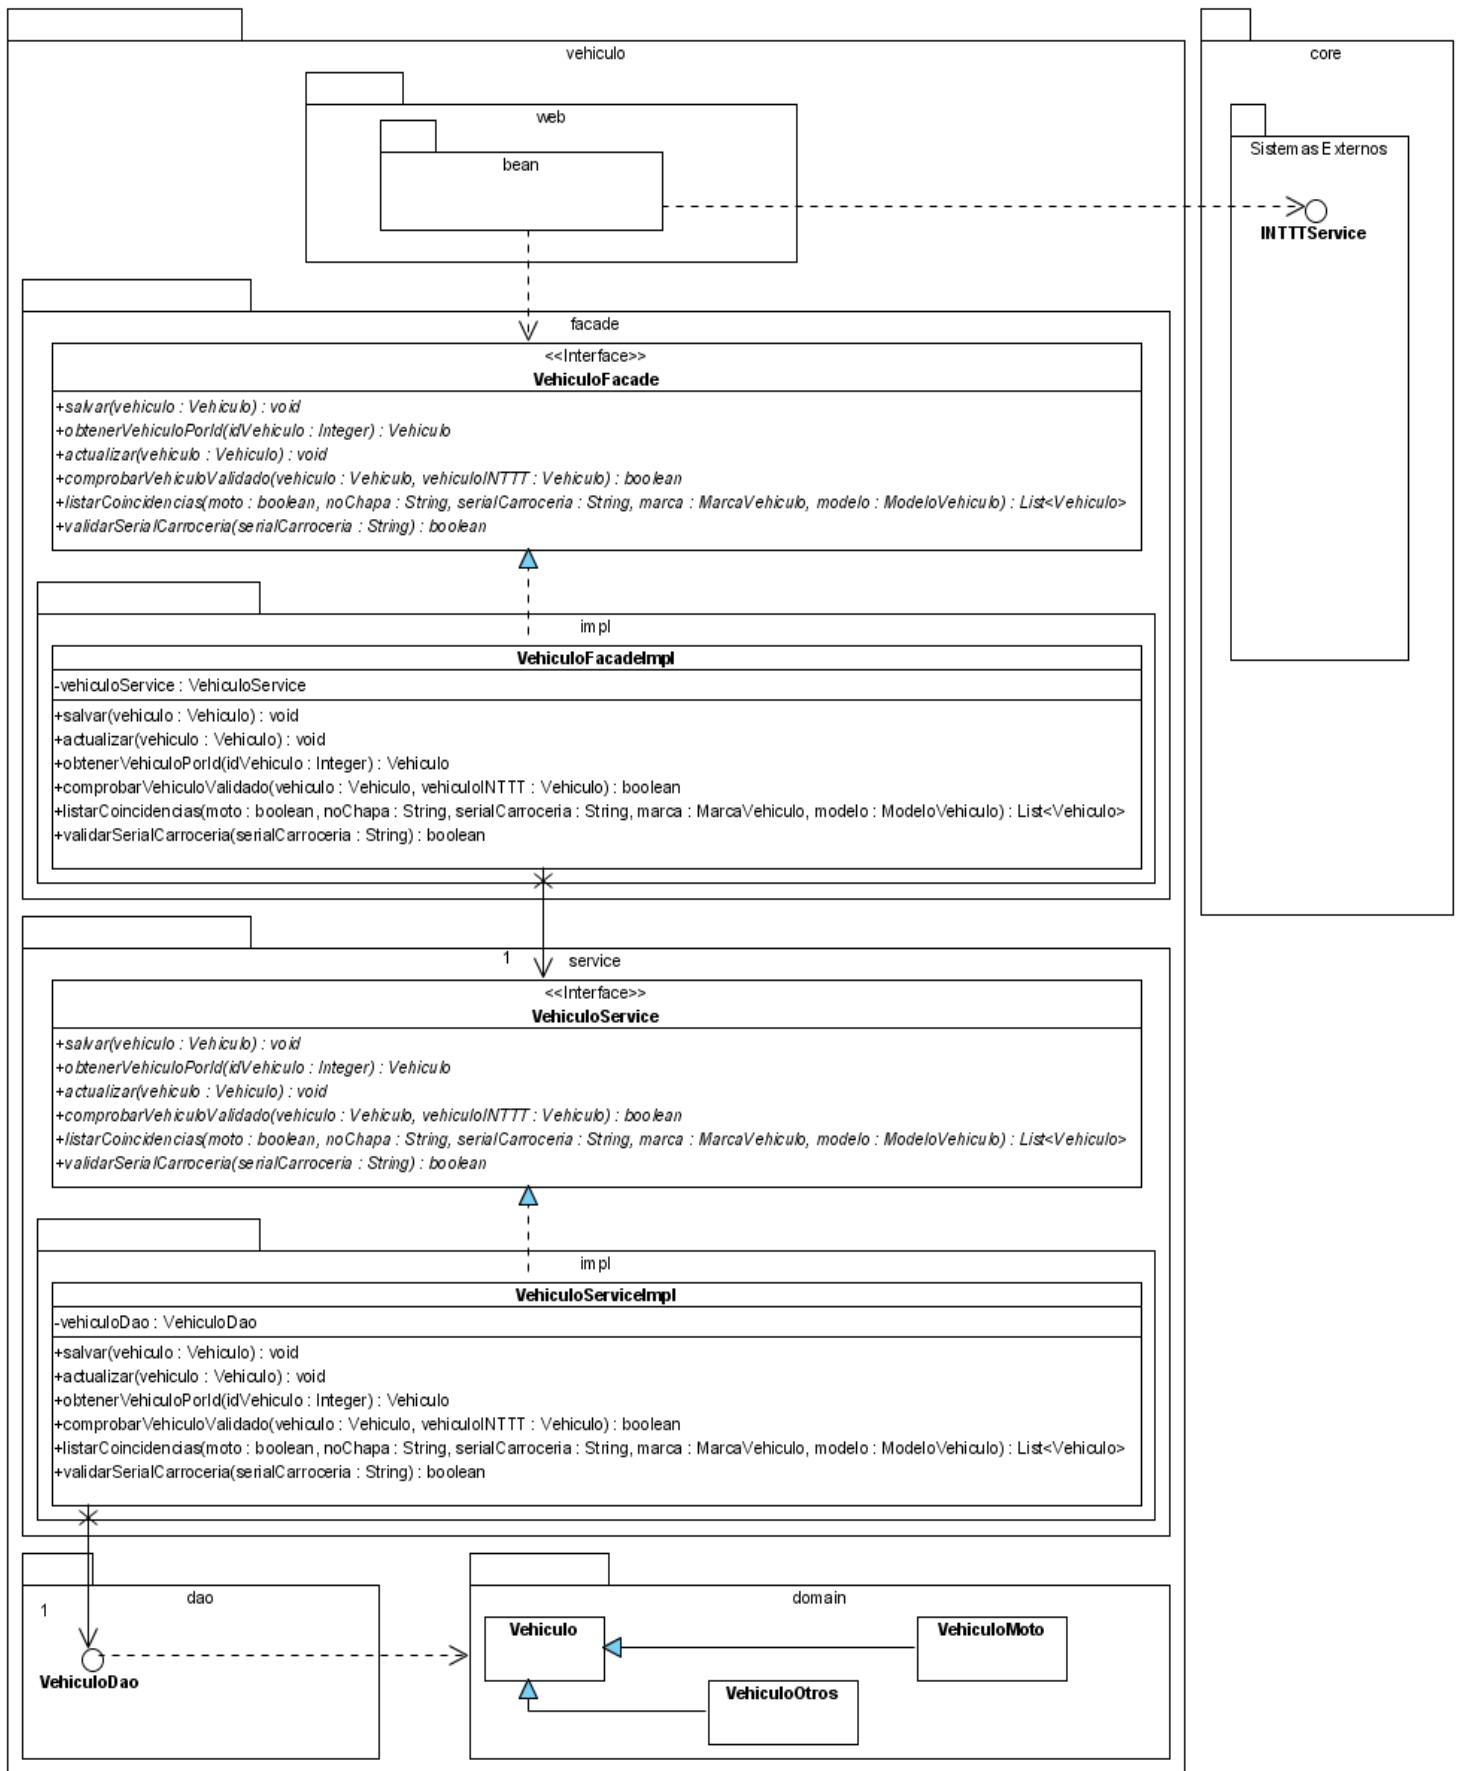 vehiculo
core
web
bean
Sistemas Externos
INTTTService
facade
<<Interface>>
VehiculoFacade
+salvar(vehiculo : Vehiculo) : void
+obtenerVehiculoPorId(idVehiculo : Integer) : Vehiculo
+actualizar(vehiculo : Vehiculo) : void
+comprobarVehiculoValidado(vehiculo : Vehiculo, vehiculoINTTT : Vehiculo) : boolean
+listarCoincidencias(moto : boolean, noChapa : String, serialCarroceria : String, marca : MarcaVehiculo, modelo : ModeloVehiculo) : List<Vehiculo>
+validarSerialCarroceria(serialCarroceria : String) : boolean
impl
VehiculoFacadeImpl
-vehiculoService : VehiculoService
+salvar(vehiculo : Vehiculo) : void
+actualizar(vehiculo : Vehiculo) : void
+obtenerVehiculoPorId(idVehiculo : Integer) : Vehiculo
+comprobarVehiculoValidado(vehiculo : Vehiculo, vehiculoINTTT : Vehiculo) : boolean
+listarCoincidencias(moto : boolean, noChapa : String, serialCarroceria : String, marca : MarcaVehiculo, modelo : ModeloVehiculo) : List<Vehiculo>
+validarSerialCarroceria(serialCarroceria : String) : boolean
1
service
<<Interface>>
VehiculoService
+salvar(vehiculo : Vehiculo) : void
+obtenerVehiculoPorId(idVehiculo : Integer) : Vehiculo
+actualizar(vehiculo : Vehiculo) : void
+comprobarVehiculoValidado(vehiculo : Vehiculo, vehiculoINTTT : Vehiculo) : boolean
+listarCoincidencias(moto : boolean, noChapa : String, serialCarroceria : String, marca : MarcaVehiculo, modelo : ModeloVehiculo) : List<Vehiculo>
+validarSerialCarroceria(serialCarroceria : String) : boolean
impl
VehiculoServiceImpl
-vehiculoDao : VehiculoDao
+salvar(vehiculo : Vehiculo) : void
+actualizar(vehiculo : Vehiculo) : void
+obtenerVehiculoPorId(idVehiculo : Integer) : Vehiculo
+comprobarVehiculoValidado(vehiculo : Vehiculo, vehiculoINTTT : Vehiculo) : boolean
+listarCoincidencias(moto : boolean, noChapa : String, serialCarroceria : String, marca : MarcaVehiculo, modelo : ModeloVehiculo) : List<Vehiculo>
+validarSerialCarroceria(serialCarroceria : String) : boolean
dao
1
VehiculoDao
domain
Vehiculo
VehiculoMoto
VehiculoOtros